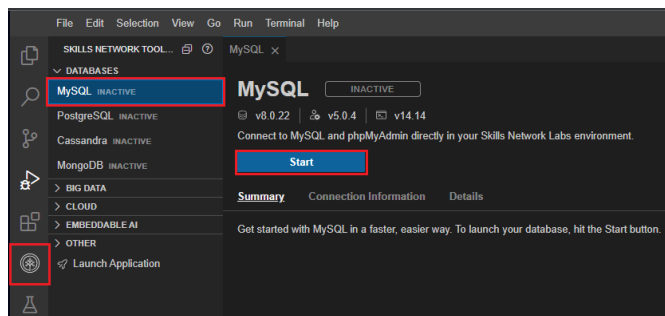 File Edit Selection View Go Run Terminal Help
SKILLS NETWORK TOOL...
MySQL
DATABASES
MySQL INACTIVE
PostgreSQL INACTIVE
Cassandra INACTIVE
MongoDB INACTIVE
BIG DATA
CLOUD
EMBEDDABLE AI
OTHER
Launch Application
MySQL INACTIVE
v8.0.22 v5.0.4 v14.14
Connect to MySQL and phpMyAdmin directly in your Skills Network Labs environment.
Start
Summary Connection Information Details
Get started with MySQL in a faster, easier way. To launch your database, hit the Start button.